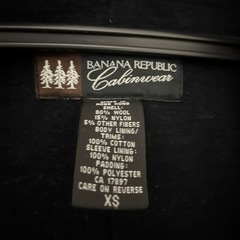 BANANA REPUBLIC
Cabinwear
SHELL:
80% WOOL
15% NYLON
5% OTHER FIBERS
BODY LINING/
TRIMS:
100% COTTON
SLEEVE LINING:
100% NYLON
PADDING:
100% POLYESTER
CA 17897
CARE ON REVERSE
XS